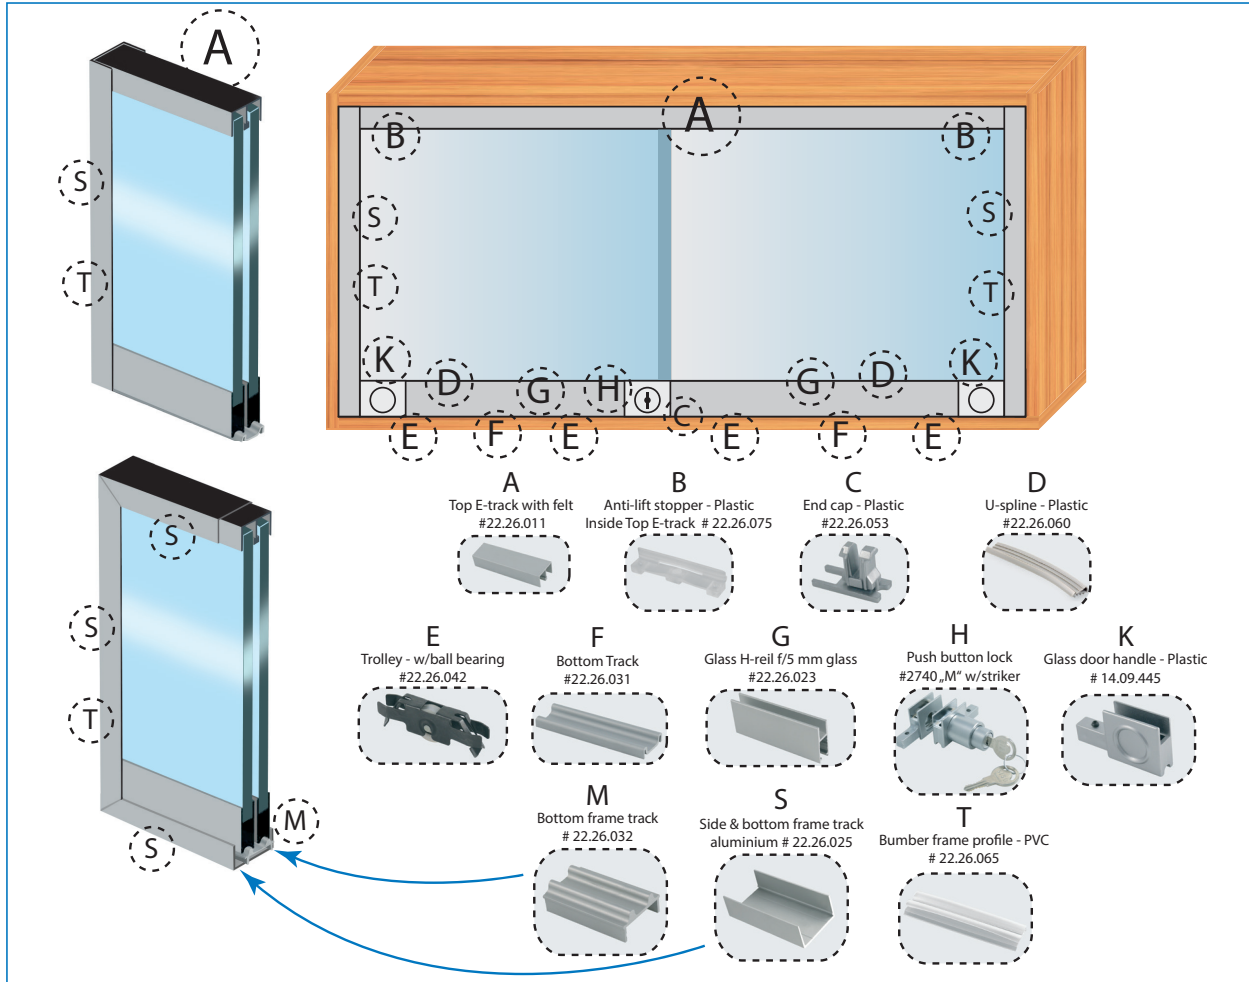 A
A
B
B
S
S
S
T
T
T
K
K
D
G
H
G
D
C
E
F
E
E
F
E
A
Top E-track with felt
#22.26.011
B
Anti-lift stopper - Plastic
Inside Top E-track # 22.26.075
C
End cap - Plastic
#22.26.053
D
U-spline - Plastic
#22.26.060
S
S
T
M
S
E
Trolley - w/ball bearing
#22.26.042
F
Bottom Track
#22.26.031
G
Glass H-reil f/5 mm glass
#22.26.023
H
Push button lock
#2740 „M“ w/striker
K
Glass door handle - Plastic
# 14.09.445
M
Bottom frame track
# 22.26.032
S
Side & bottom frame track
aluminium # 22.26.025
T
Bumber frame profile - PVC
# 22.26.065